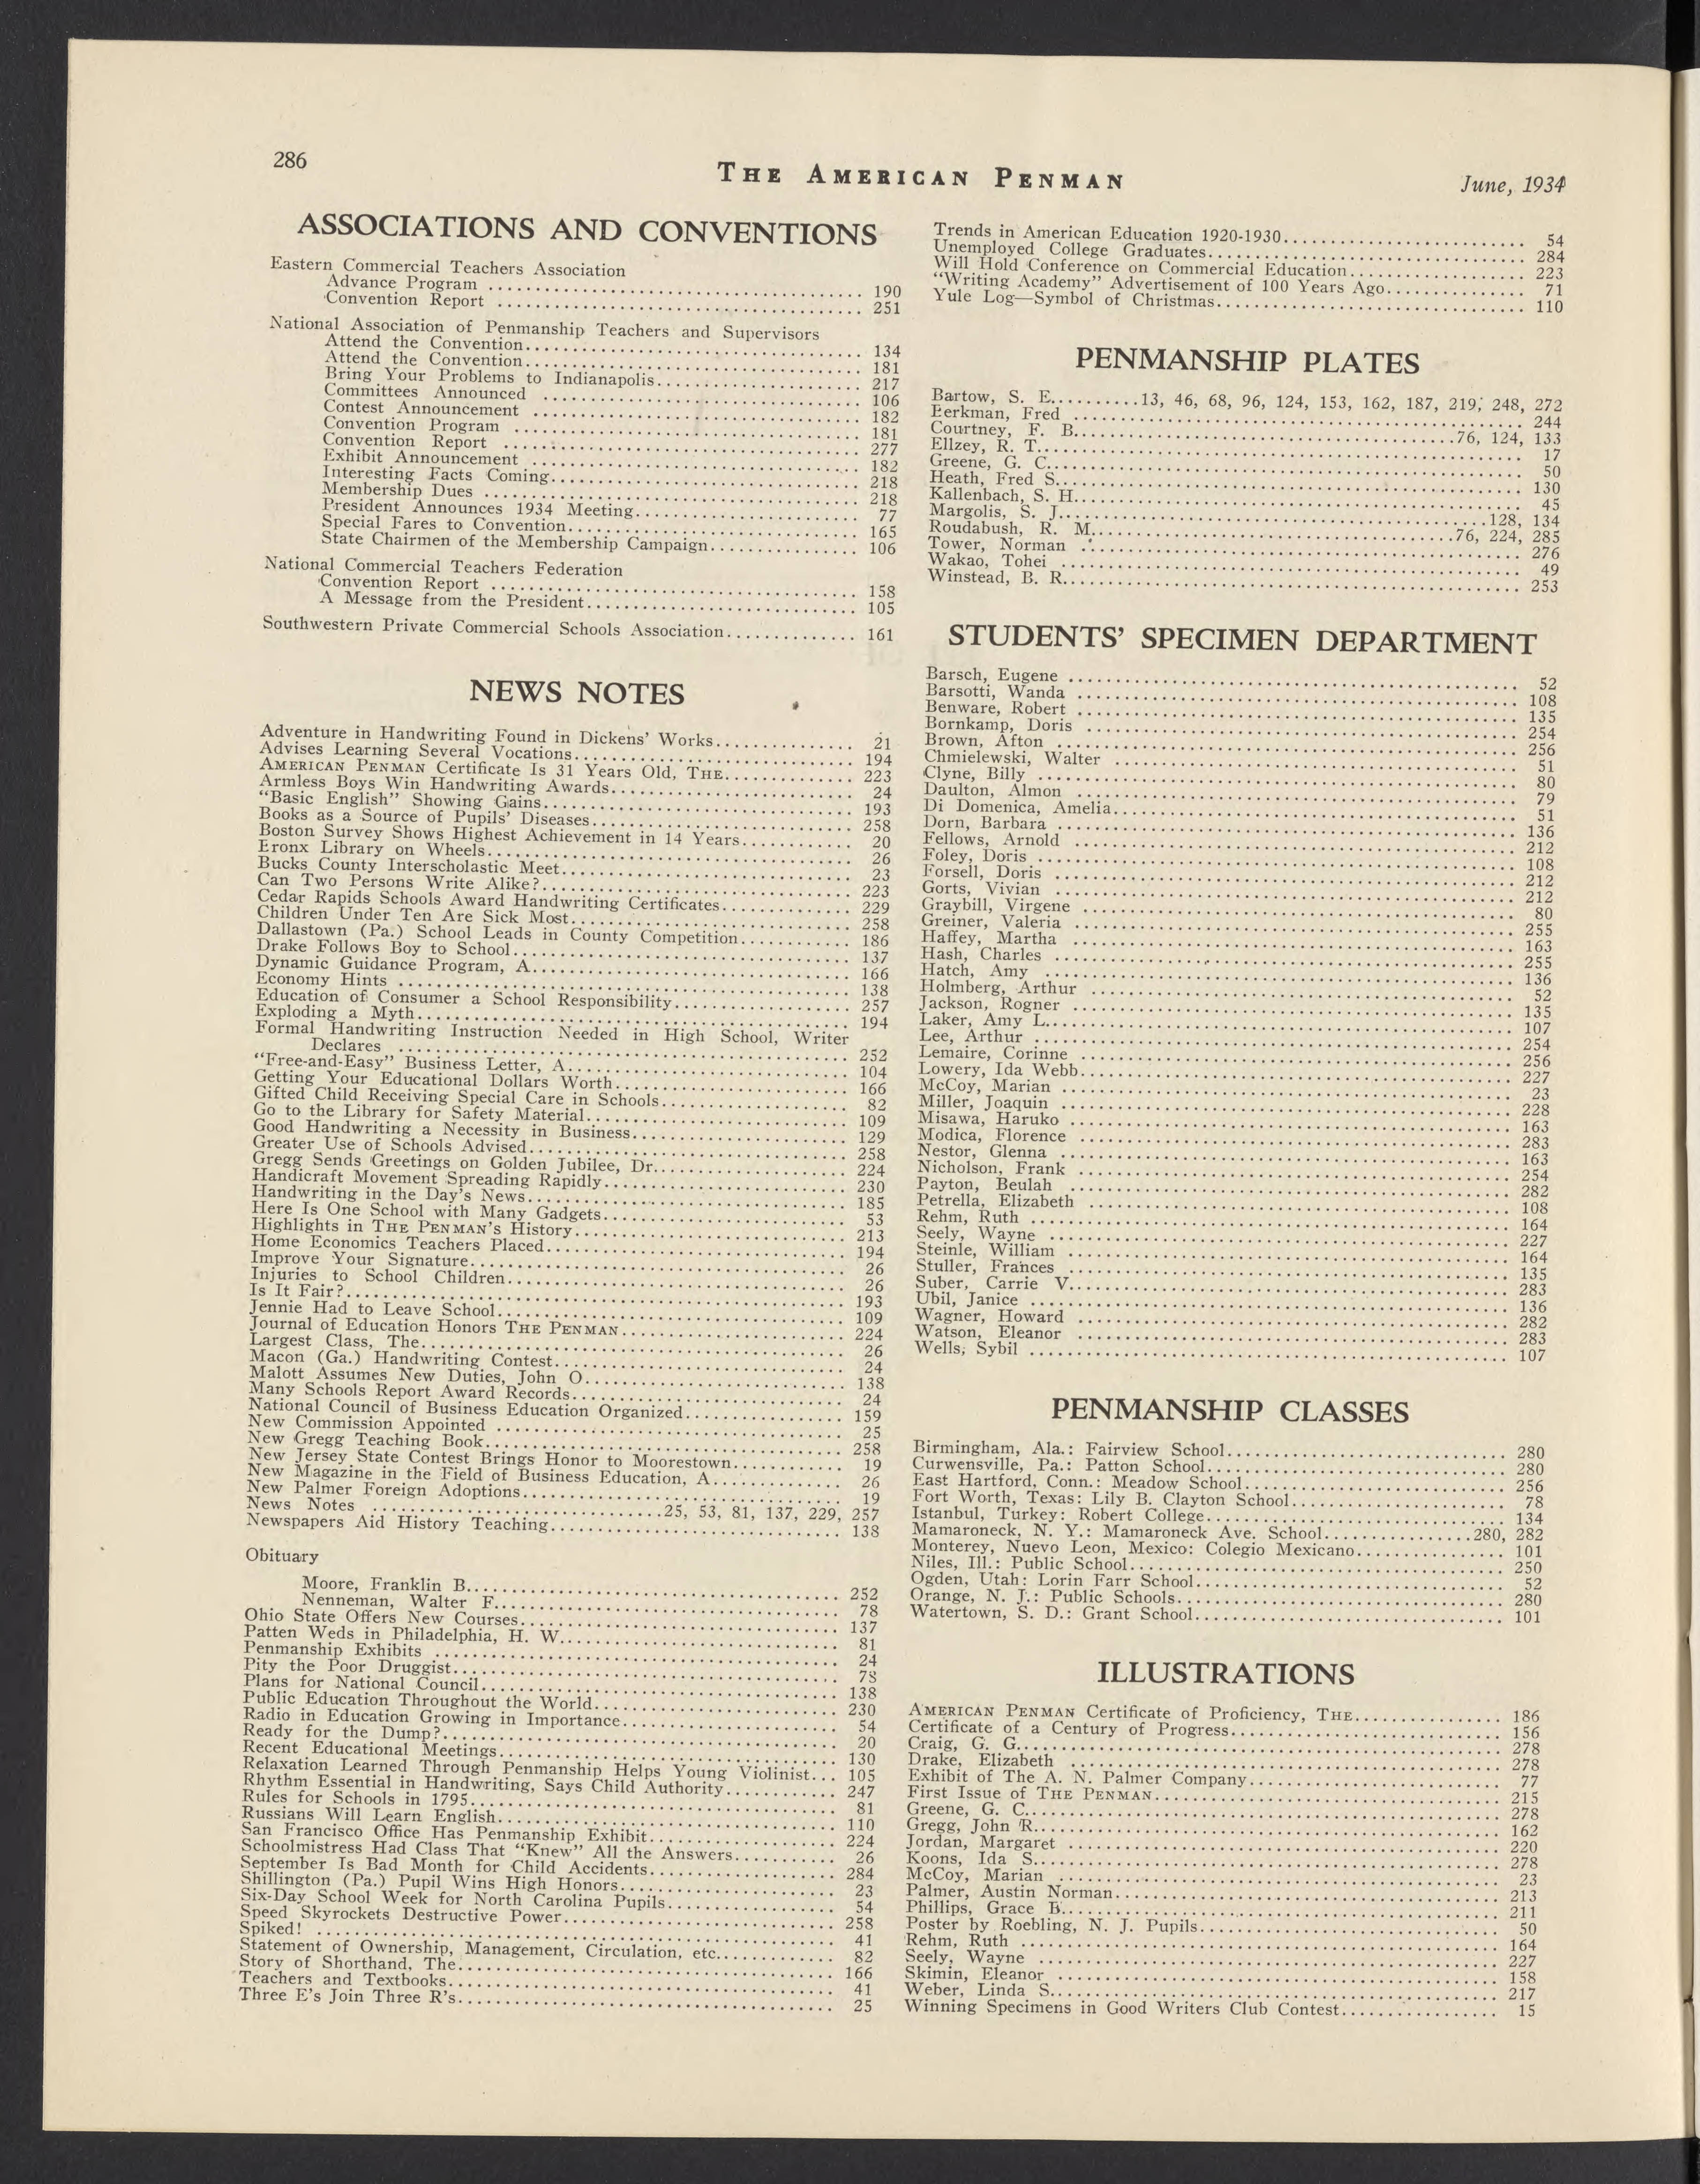 286
THE AMERICAN PENMAN
June, 1934
ASSOCIATIONS AND CONVENTIONS
Eastern Commercial Teachers Association
Advance Program ........ 190
Convention Report ........ 251
National Association of Penmanship Teachers and Supervisors
Attend the Convention........ 134
Attend the Convention........ 181
Bring Your Problems to Indianapolis........ 217
Committees Announced ........ 106
Contest Announcement ........ 182
Convention Program ........ 181
Convention Report ........ 277
Exhibit Announcement ........ 182
Interesting Facts Coming........ 218
Membership Dues ........ 218
President Announces 1934 Meeting........ 77
Special Fares to Convention........ 165
State Chairmen of the Membership Campaign........ 106
National Commercial Teachers Federation
Convention Report ........ 158
A Message from the President........ 105
Southwestern Private Commercial Schools Association........ 161
NEWS NOTES
Adventure in Handwriting Found in Dickens' Works........ 21
Advises Learning Several Vocations........ 194
AMERICAN PENMAN Certificate Is 31 Years Old, THE........ 223
Armless Boys Win Handwriting Awards........ 24
"Basic English" Showing Gains........ 193
Books as a Source of Pupils' Diseases........ 258
Boston Survey Shows Highest Achievement in 14 Years........ 20
Eronx Library on Wheels........ 26
Bucks County Interscholastic Meet........ 23
Can Two Persons Write Alike?........ 223
Cedar Rapids Schools Award Handwriting Certificates........ 229
Children Under Ten Are Sick Most........ 258
Dallastown (Pa.) School Leads in County Competition........ 186
Drake Follows Boy to School........ 137
Dynamic Guidance Program, A........ 166
Economy Hints ........ 138
Education of Consumer a School Responsibility........ 257
Exploding a Myth........ 194
Formal Handwriting Instruction Needed in High School, Writer
Declares ........ 252
"Free-and-Easy" Business Letter, A........ 104
Getting Your Educational Dollars Worth........ 166
Gifted Child Receiving Special Care in Schools........ 82
Go to the Library for Safety Material........ 109
Good Handwriting a Necessity in Business........ 129
Greater Use of Schools Advised........ 258
Gregg Sends Greetings on Golden Jubilee, Dr........ 224
Handicraft Movement Spreading Rapidly........ 230
Handwriting in the Day's News........ 185
Here Is One School with Many Gadgets........ 53
Highlights in THE PENMAN'S History........ 213
Home Economics Teachers Placed........ 194
Improve Your Signature........ 26
Injuries to School Children........ 26
Is It Fair?........ 193
Jennie Had to Leave School........ 109
Journal of Education Honors THE PENMAN........ 224
Largest Class, The........ 26
Macon (Ga.) Handwriting Contest........ 24
Malott Assumes New Duties, John O........ 138
Many Schools Report Award Records........ 24
National Council of Business Education Organized........ 159
New Commission Appointed ........ 25
New Gregg Teaching Book........ 258
New Jersey State Contest Brings Honor to Moorestown........ 19
New Magazine in the Field of Business Education, A........ 26
New Palmer Foreign Adoptions........ 19
News Notes ........25, 53, 81, 137, 229, 257
Newspapers Aid History Teaching........ 138
Obituary
Moore, Franklin B........ 252
Nenneman, Walter F........ 78
Ohio State Offers New Courses........ 137
Patten Weds in Philadelphia, H. W........ 81
Penmanship Exhibits ........ 24
Pity the Poor Druggist........ 78
Plans for National Council........ 138
Public Education Throughout the World........ 230
Radio in Education Growing in Importance........ 54
Ready for the Dump?........ 20
Recent Educational Meetings........ 130
Relaxation Learned Through Penmanship Helps Young Violinist... 105
Rhythm Essential in Handwriting, Says Child Authority........ 247
Rules for Schools in 1795........ 81
Russians Will Learn English........ 110
San Francisco Office Has Penmanship Exhibit........ 224
Schoolmistress Had Class That "Knew" All the Answers........ 26
September Is Bad Month for Child Accidents........ 284
Shillington (Pa.) Pupil Wins High Honors........ 23
Six-Day School Week for North Carolina Pupils........ 54
Speed Skyrockets Destructive Power........ 258
Spiked! ........ 41
Statement of Ownership, Management, Circulation, etc........ 82
Story of Shorthand, The........ 166
Teachers and Textbooks........ 41
Three E's Join Three R's........ 25
Trends in American Education 1920-1930........ 54
Unemployed College Graduates........ 284
Will Hold Conference on Commercial Education........ 223
"Writing Academy" Advertisement of 100 Years Ago........ 71
Yule Log—Symbol of Christmas........ 110
PENMANSHIP PLATES
Bartow, S. E........13, 46, 68, 96, 124, 153, 162, 187, 219, 248, 272
Eerkman, Fred ........ 244
Courtney, F. B........76, 124, 133
Ellzey, R. T........ 17
Greene, G. C........ 50
Heath, Fred S........ 130
Kallenbach, S. H........ 45
Margolis, S. J........128, 134
Roudabush, R. M........76, 224, 285
Tower, Norman ........ 276
Wakao, Tohei ........ 49
Winstead, B. R........ 253
STUDENTS' SPECIMEN DEPARTMENT
Barsch, Eugene ........ 52
Barsotti, Wanda ........ 108
Benware, Robert ........ 135
Bornkamp, Doris ........ 254
Brown, Afton ........ 256
Chmielewski, Walter ........ 51
Clyne, Billy ........ 80
Daulton, Almon ........ 79
Di Domenica, Amelia........ 51
Dorn, Barbara ........ 136
Fellows, Arnold ........ 212
Foley, Doris ........ 108
Forsell, Doris ........ 212
Gorts, Vivian ........ 212
Graybill, Virgene ........ 80
Greiner, Valeria ........ 255
Haffey, Martha ........ 163
Hash, Charles ........ 255
Hatch, Amy ........ 136
Holmberg, Arthur ........ 52
Jackson, Rogner ........ 135
Laker, Amy L........ 107
Lee, Arthur ........ 254
Lemaire, Corinne ........ 256
Lowery, Ida Webb........ 227
McCoy, Marian ........ 23
Miller, Joaquin ........ 228
Misawa, Haruko ........ 163
Modica, Florence ........ 283
Nestor, Glenna ........ 163
Nicholson, Frank ........ 254
Payton, Beulah ........ 282
Petrella, Elizabeth ........ 108
Rehm, Ruth ........ 164
Seely, Wayne ........ 227
Steinle, William ........ 164
Stuller, Frances ........ 135
Suber, Carrie V........ 283
Ubil, Janice ........ 136
Wagner, Howard ........ 282
Watson, Eleanor ........ 283
Wells, Sybil ........ 107
PENMANSHIP CLASSES
Birmingham, Ala.: Fairview School........ 280
Curwensville, Pa.: Patton School........ 280
East Hartford, Conn.: Meadow School........ 256
Fort Worth, Texas: Lily B. Clayton School........ 78
Istanbul, Turkey: Robert College........ 134
Mamaroneck, N. Y.: Mamaroneck Ave. School........280, 282
Monterey, Nuevo Leon, Mexico: Colegio Mexicano........ 101
Niles, Ill.: Public School........ 250
Ogden, Utah: Lorin Farr School........ 52
Orange, N. J.: Public Schools........ 280
Watertown, S. D.: Grant School........ 101
ILLUSTRATIONS
AMERICAN PENMAN Certificate of Proficiency, THE........ 186
Certificate of a Century of Progress........ 156
Craig, G. G........ 278
Drake, Elizabeth ........ 278
Exhibit of The A. N. Palmer Company........ 77
First Issue of THE PENMAN........ 215
Greene, G. C........ 278
Gregg, John R........ 162
Jordan, Margaret ........ 220
Koons, Ida S........ 278
McCoy, Marian ........ 23
Palmer, Austin Norman........ 213
Phillips, Grace B........ 211
Poster by Roebling, N. J. Pupils........ 50
Rehm, Ruth ........ 164
Seely, Wayne ........ 227
Skimin, Eleanor ........ 158
Weber, Linda S........ 217
Winning Specimens in Good Writers Club Contest........ 15